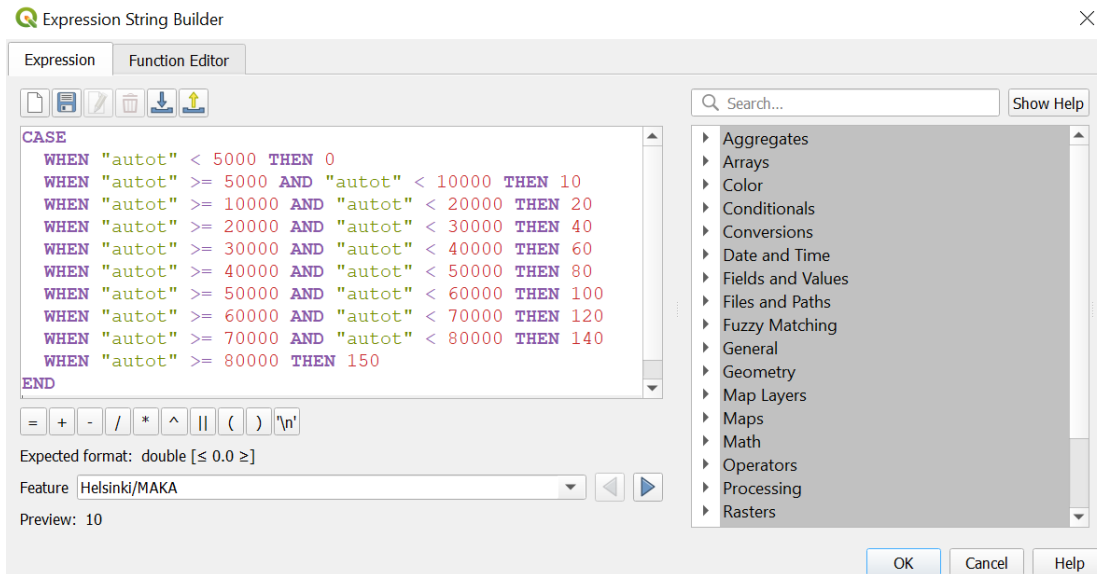 Expression String Builder
Expression Function Editor
Search... Show Help
CASE
WHEN "autot" < 5000 THEN 0
WHEN "autot" >= 5000 AND "autot" < 10000 THEN 10
WHEN "autot" >= 10000 AND "autot" < 20000 THEN 20
WHEN "autot" >= 20000 AND "autot" < 30000 THEN 40
WHEN "autot" >= 30000 AND "autot" < 40000 THEN 60
WHEN "autot" >= 40000 AND "autot" < 50000 THEN 80
WHEN "autot" >= 50000 AND "autot" < 60000 THEN 100
WHEN "autot" >= 60000 AND "autot" < 70000 THEN 120
WHEN "autot" >= 70000 AND "autot" < 80000 THEN 140
WHEN "autot" >= 80000 THEN 150
END
= + - / * ^ || ( ) '\n'
Expected format: double [≤ 0.0 ≥]
Feature Helsinki/MAKA
Preview: 10
Aggregates
Arrays
Color
Conditionals
Conversions
Date and Time
Fields and Values
Files and Paths
Fuzzy Matching
General
Geometry
Map Layers
Maps
Math
Operators
Processing
Rasters
OK Cancel Help